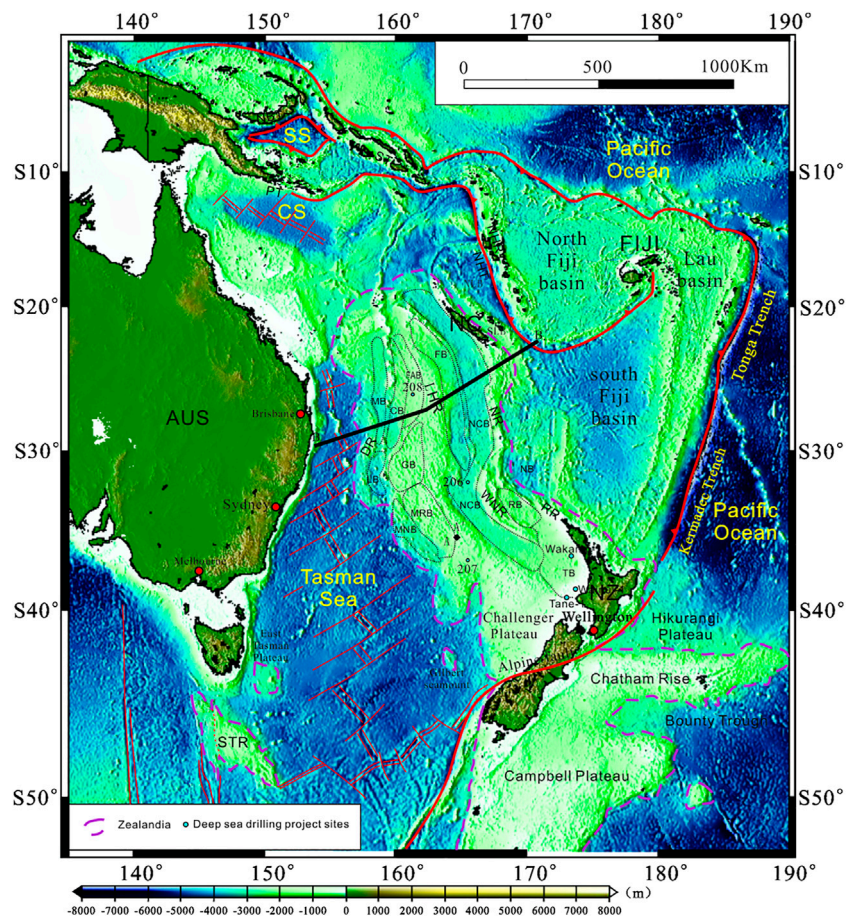 140° 150° 160° 170° 180° 190°
0 500 1000Km
SS
Pacific
Ocean
S10°
S10°
PT
CS
North
Fiji
basin
FIJI
Lau
basin
S20°
S20°
NC
Tonga Trench
FB
south
Fiji
basin
FAB
208
LHR
MB
CB
AUS
Brisbane
NR
NCB
DR
S30°
S30°
GB
LB
206
NB
WNR
RB
RR
Kermadec Trench
Pacific
Ocean
Sydney
MRB
NCB
MNB
A
207
Melbourne
TB
NZ
Tasman
Sea
S40°
S40°
Challenger
Plateau
Wellington
Hikurangi
Plateau
East
Tasman
Plateau
Chatham Rise
Bounty Trough
STR
Campbell Plateau
S50°
S50°
Zealandia
Deep sea drilling project sites
140° 150° 160° 170° 180° 190°
-8000 -7000 -6000 -5000 -4000 -3000 -2000 -1000 0 1000 2000 3000 4000 5000 6000 7000 8000 (m)